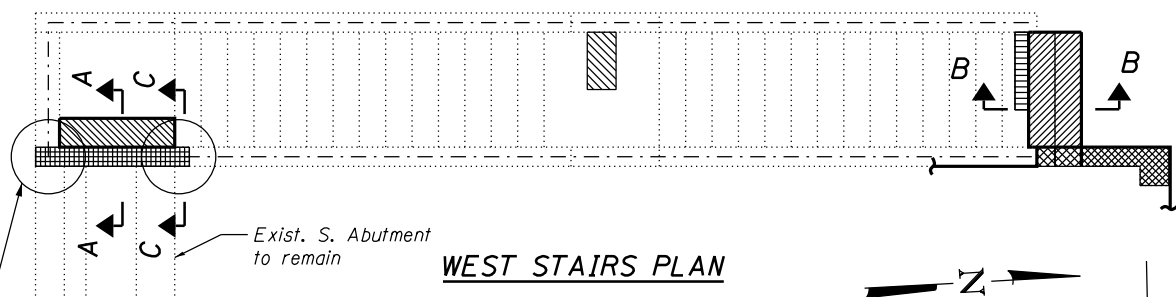 A
C
B
B
A
C
Exist. S. Abutment
to remain
WEST STAIRS PLAN
N